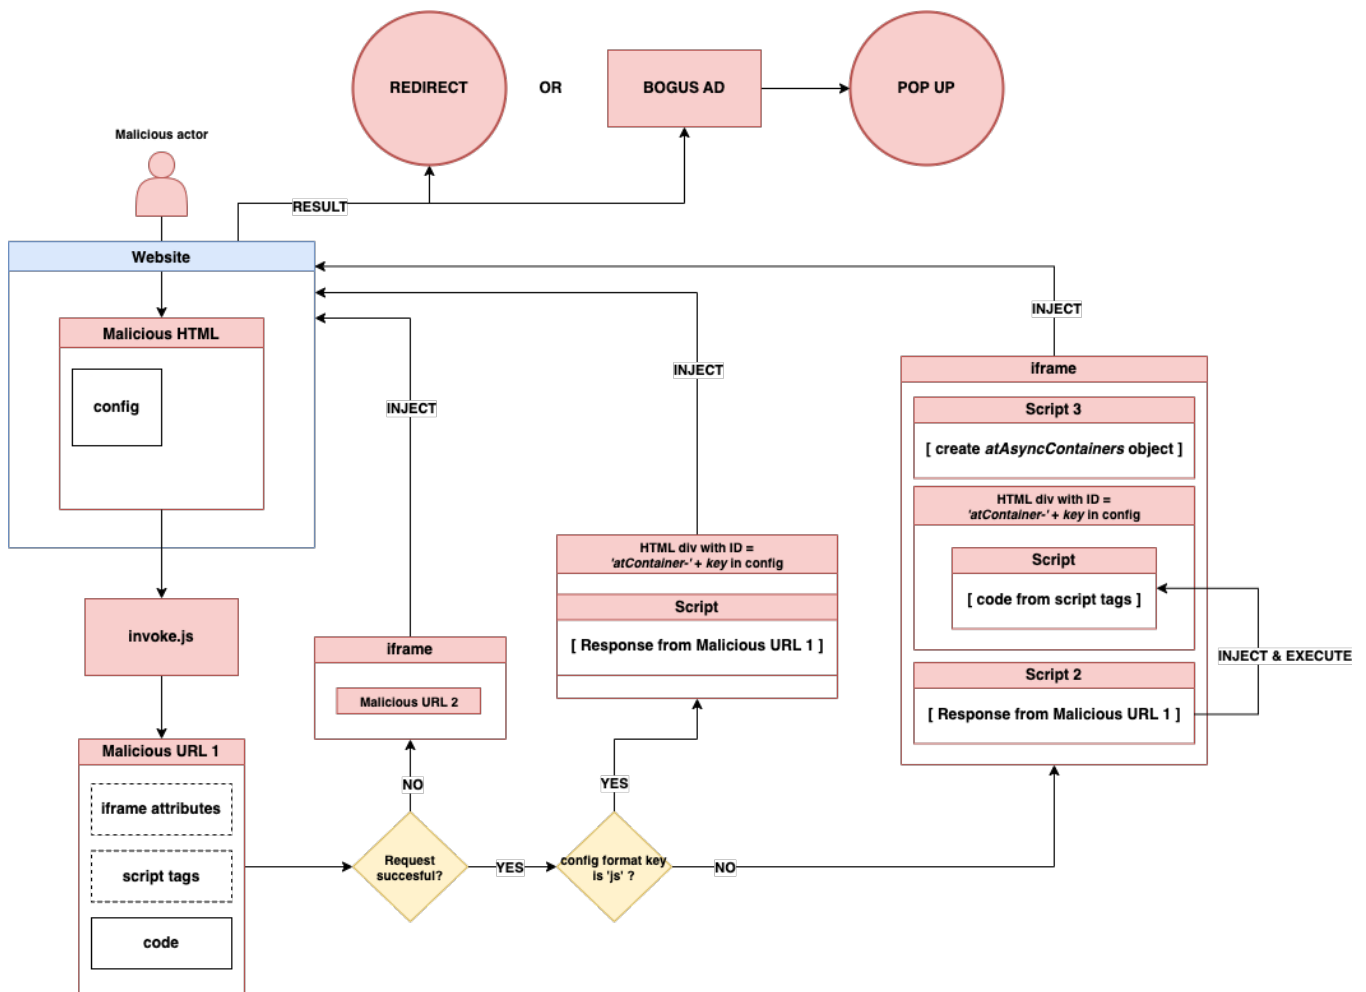 REDIRECT
OR
BOGUS AD
POP UP
Malicious actor
RESULT
Website
INJECT
Malicious HTML
INJECT
iframe
config
INJECT
Script 3
[ create atAsyncContainers object ]
HTML div with ID =
'atContainer-' + key in config
HTML div with ID =
'atContainer-' + key in config
Script
[ code from script tags ]
Script
invoke.js
[ Response from Malicious URL 1 ]
iframe
INJECT & EXECUTE
Script 2
Malicious URL 2
[ Response from Malicious URL 1 ]
Malicious URL 1
NO
YES
iframe attributes
Request
succesful?
YES
config format key
is 'js' ?
NO
script tags
code